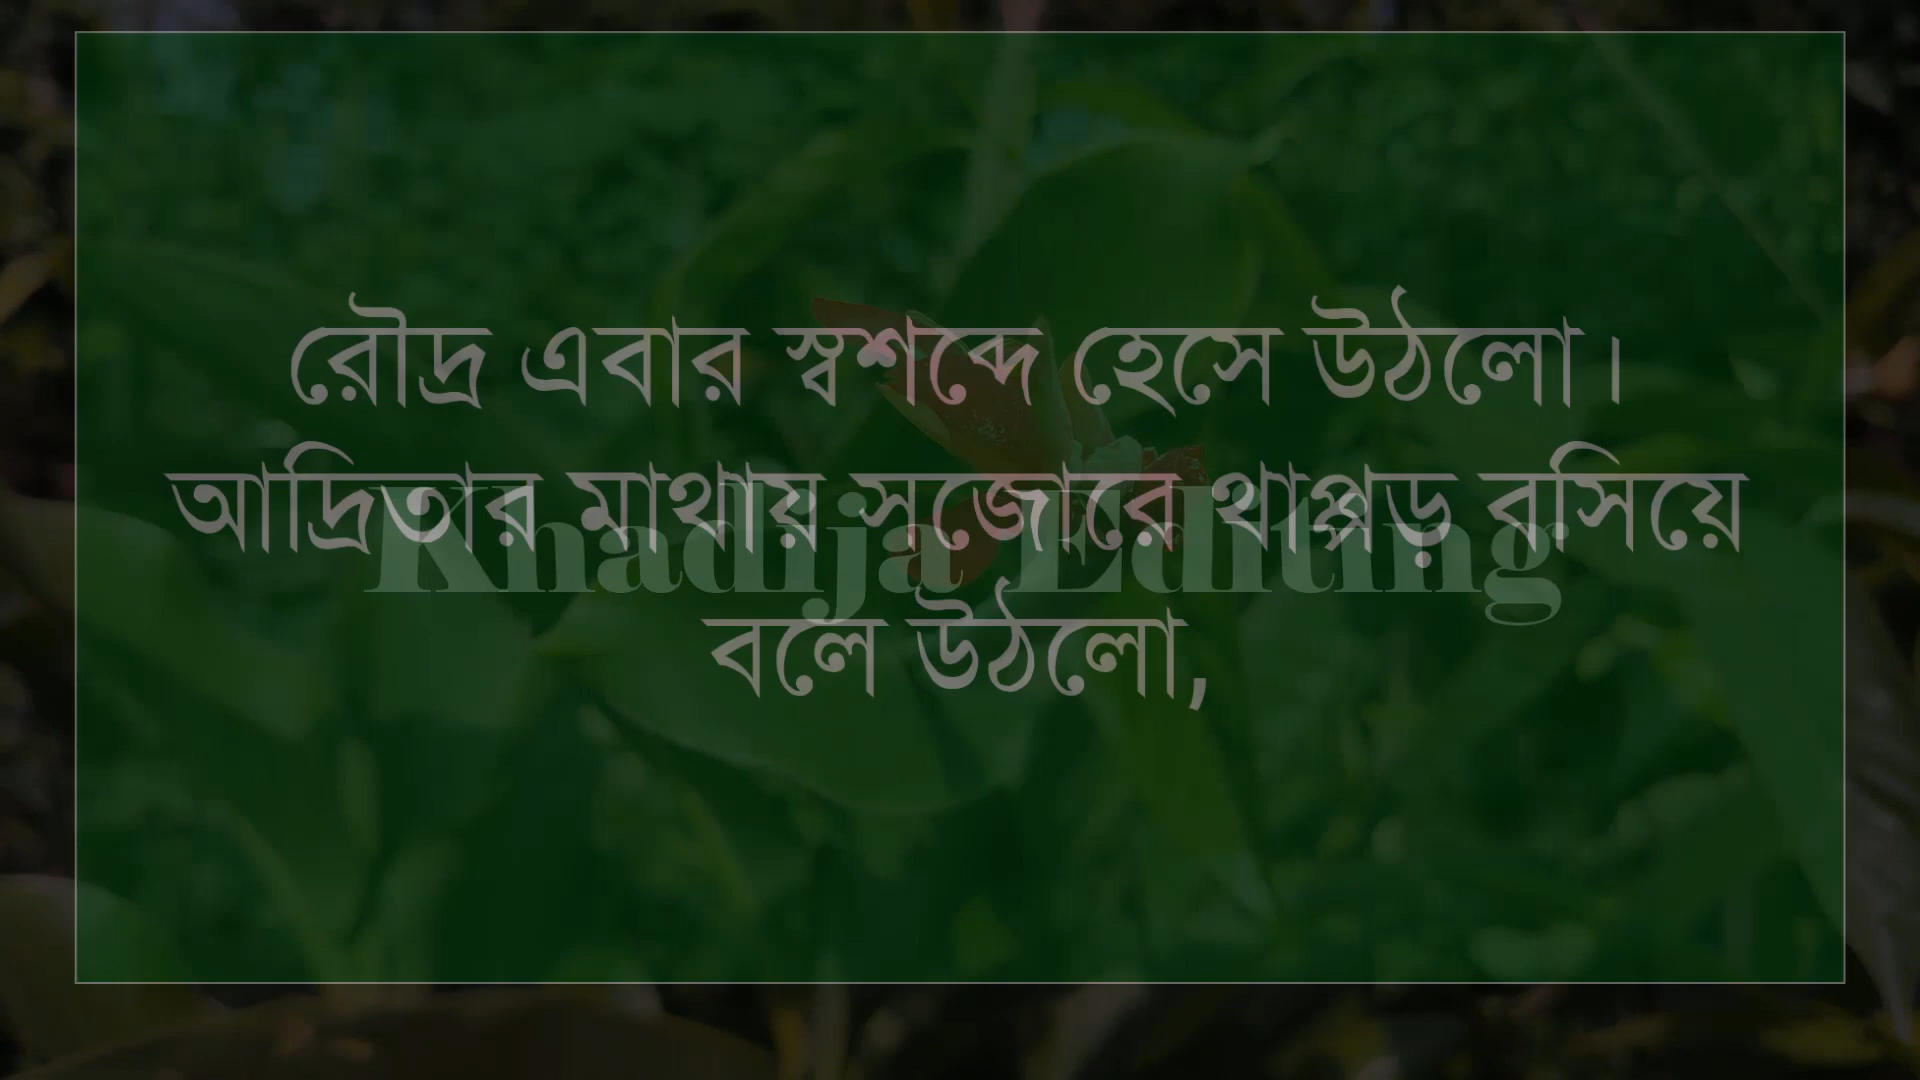 রৌদ্র এবার স্বশব্দে হেসে উঠলো।
আদ্রিতার মাথায় সজোরে থাপ্পড় বসিয়ে
Khadija Editing
বলে উঠলো,